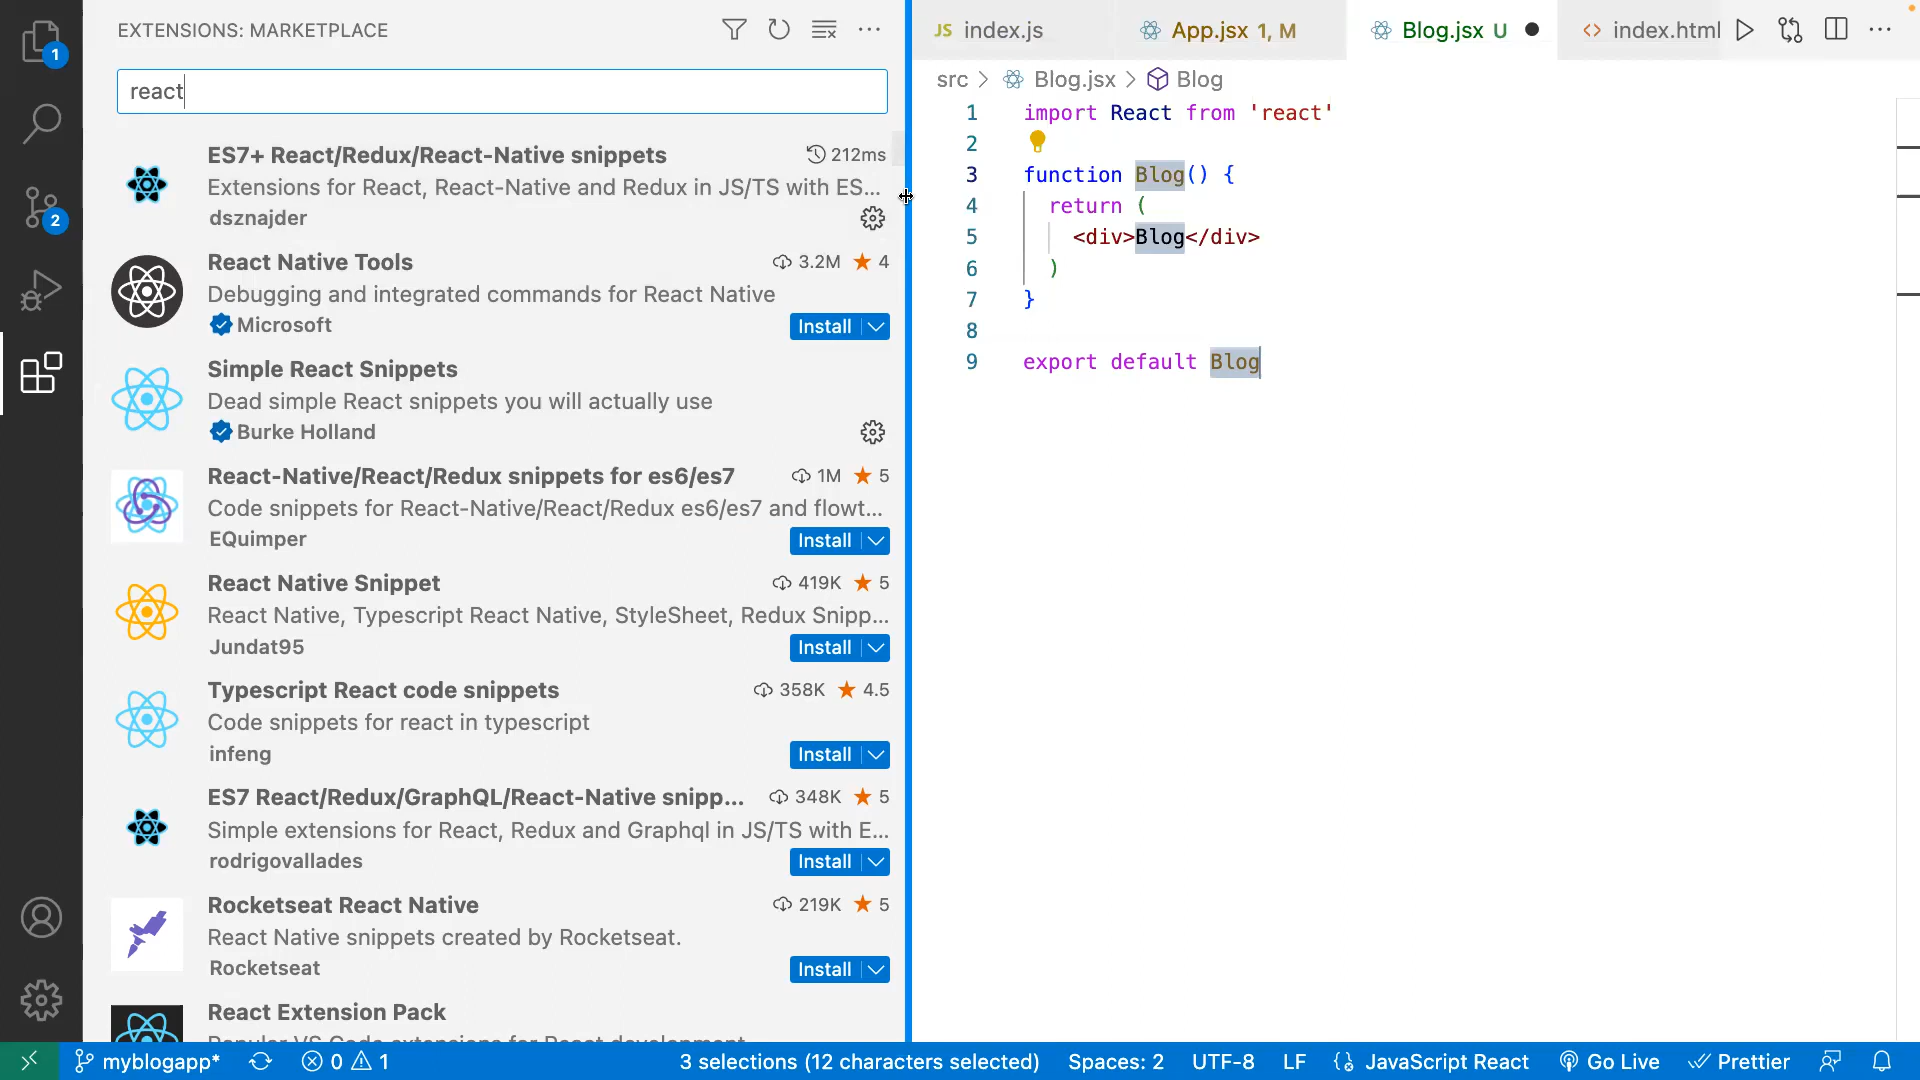 EXTENSIONS: MARKETPLACE
react
ES7+ React/Redux/React-Native snippets 212ms
Extensions for React, React-Native and Redux in JS/TS with ES...
dsznajder
React Native Tools 3.2M ★ 4
Debugging and integrated commands for React Native
Microsoft Install
Simple React Snippets
Dead simple React snippets you will actually use
Burke Holland
React-Native/React/Redux snippets for es6/es7 1M ★ 5
Code snippets for React-Native/React/Redux es6/es7 and flowt...
EQuimper Install
React Native Snippet 419K ★ 5
React Native, Typescript React Native, StyleSheet, Redux Snipp...
Jundat95 Install
Typescript React code snippets 358K ★ 4.5
Code snippets for react in typescript
infeng Install
ES7 React/Redux/GraphQL/React-Native snipp... 348K ★ 5
Simple extensions for React, Redux and Graphql in JS/TS with E...
rodrigovallades Install
Rocketseat React Native 219K ★ 5
React Native snippets created by Rocketseat.
Rocketseat Install
React Extension Pack
Popular VS Code extensions for React development
1
2
JS index.js App.jsx 1, M Blog.jsx U ● <> index.html
src > Blog.jsx > Blog
1 import React from 'react'
2
3 function Blog() {
4 return (
5 <div>Blog</div>
6 )
7 }
8
9 export default Blog
myblogapp* 0 1 3 selections (12 characters selected) Spaces: 2 UTF-8 LF {} JavaScript React Go Live Prettier